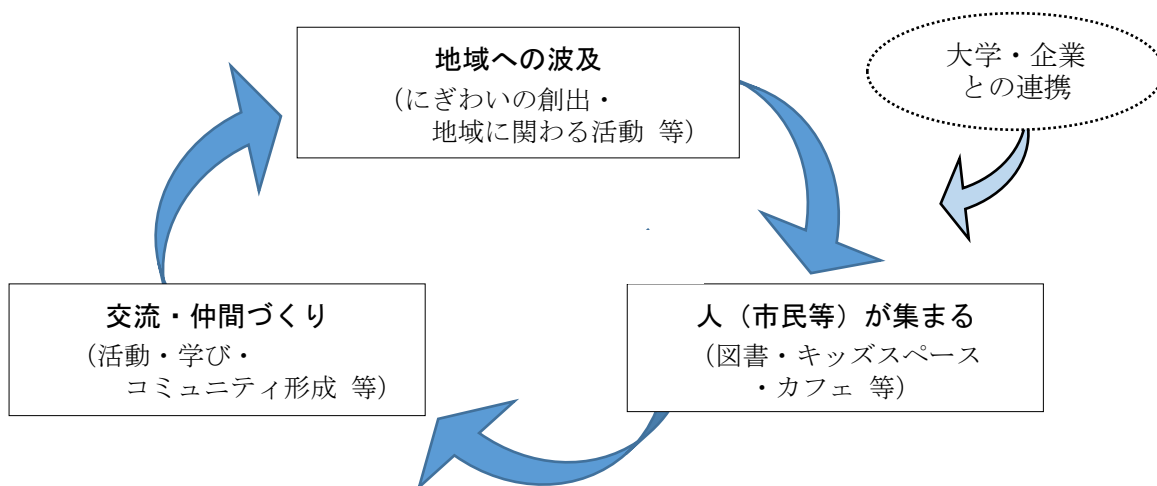 地域への波及
(にぎわいの創出・
地域に関わる活動 等)
大学・企業
との連携
交流・仲間づくり
(活動・学び・
コミュニティ形成 等)
人(市民等)が集まる
(図書・キッズスペース
・カフェ 等)